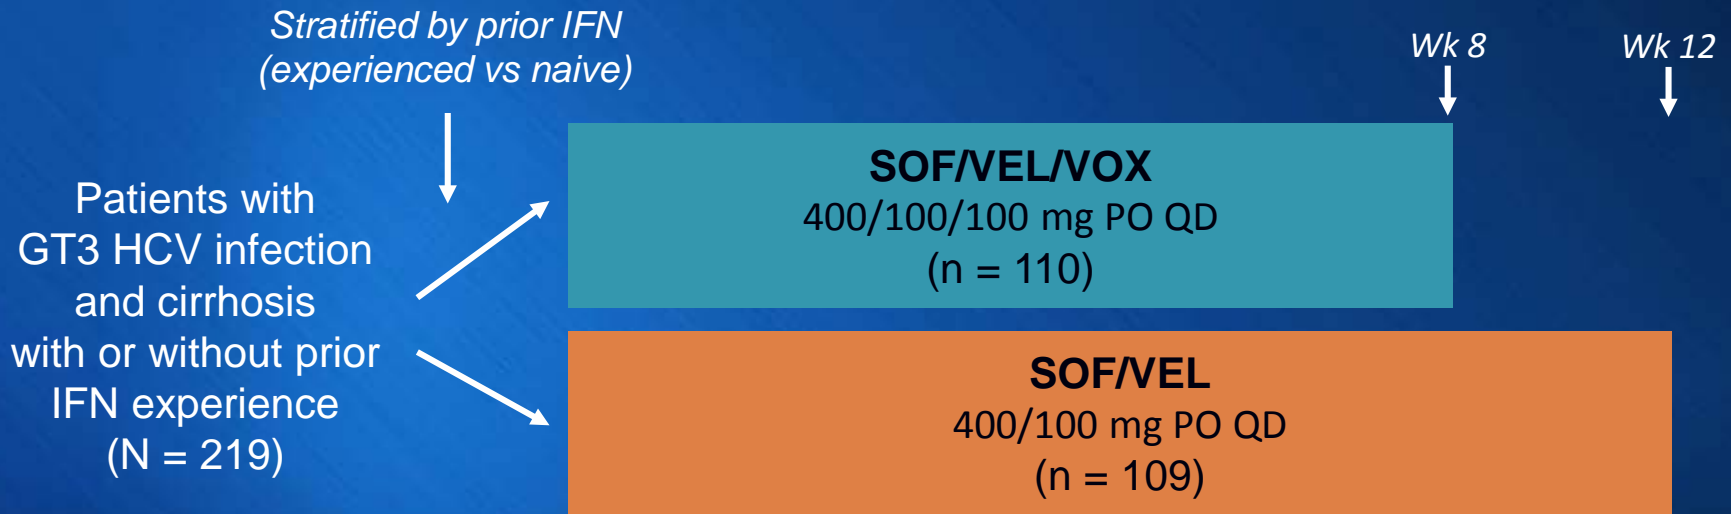 Stratified by prior IFN
(experienced vs naive)
Wk 8
Wk 12
Patients with
GT3 HCV infection
and cirrhosis
with or without prior
IFN experience
(N = 219)
SOF/VEL/VOX
400/100/100 mg PO QD
(n = 110)
SOF/VEL
400/100 mg PO QD
(n = 109)